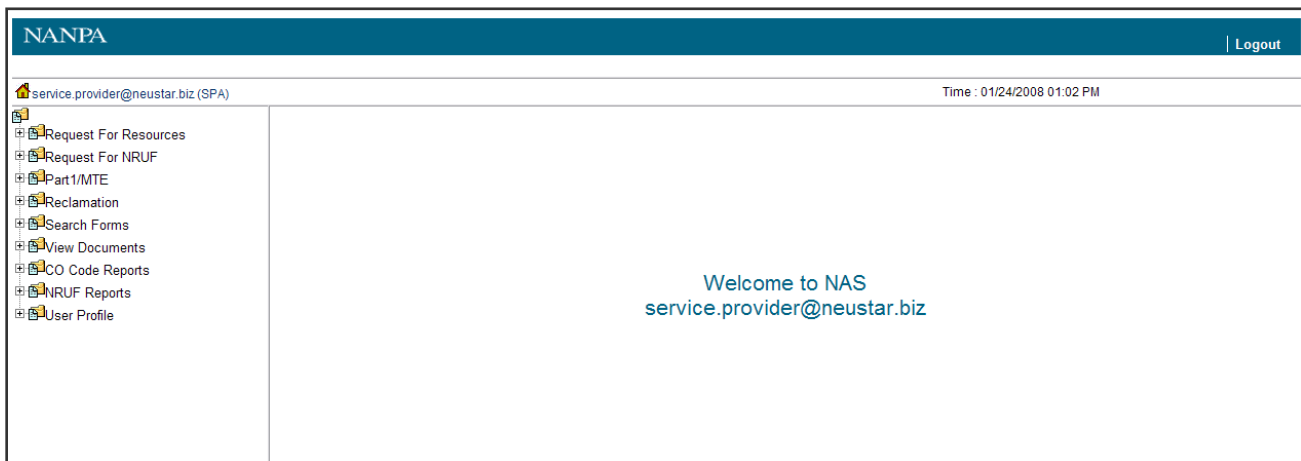 NANPA
Logout
service.provider@neustar.biz (SPA)
Time : 01/24/2008 01:02 PM
Request For Resources
Request For NRUF
Part1/MTE
Reclamation
Search Forms
View Documents
CO Code Reports
NRUF Reports
User Profile
Welcome to NAS
service.provider@neustar.biz